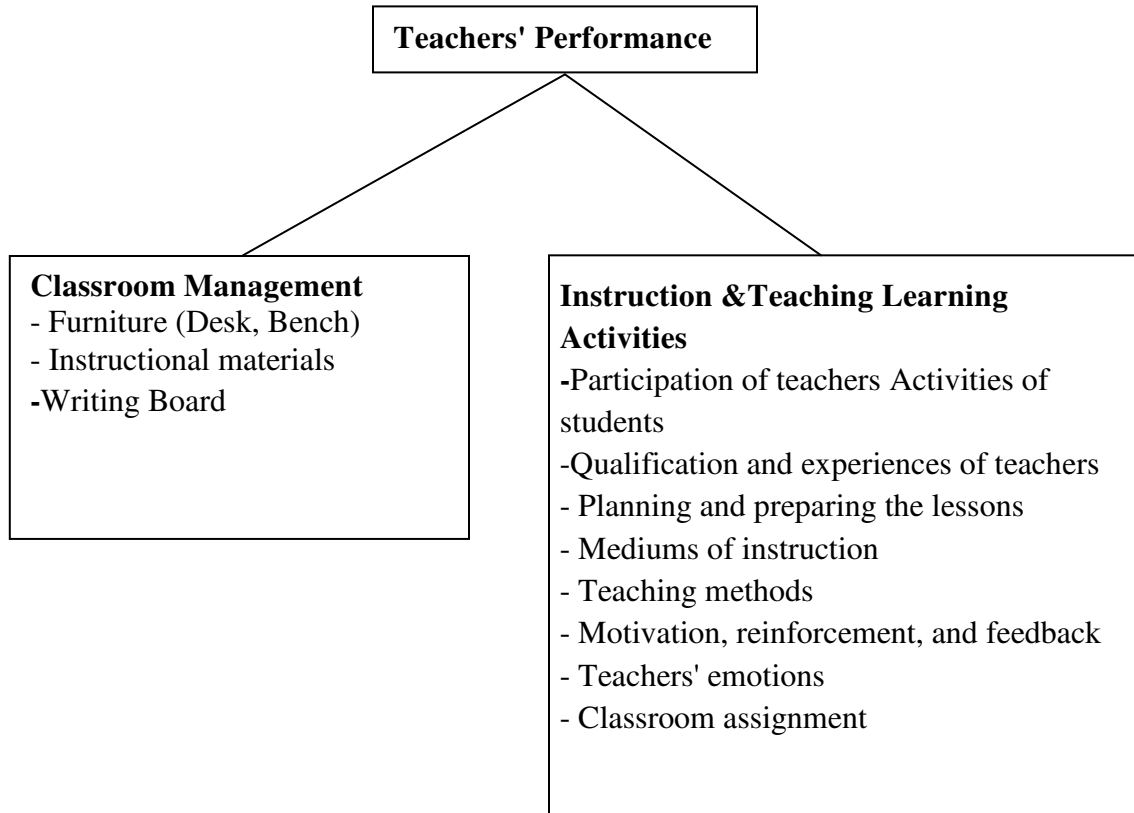 Teachers' Performance
Classroom Management
- Furniture (Desk, Bench)
- Instructional materials
-Writing Board
Instruction &Teaching Learning
Activities
-Participation of teachers Activities of
students
-Qualification and experiences of teachers
- Planning and preparing the lessons
- Mediums of instruction
- Teaching methods
- Motivation, reinforcement, and feedback
- Teachers' emotions
- Classroom assignment